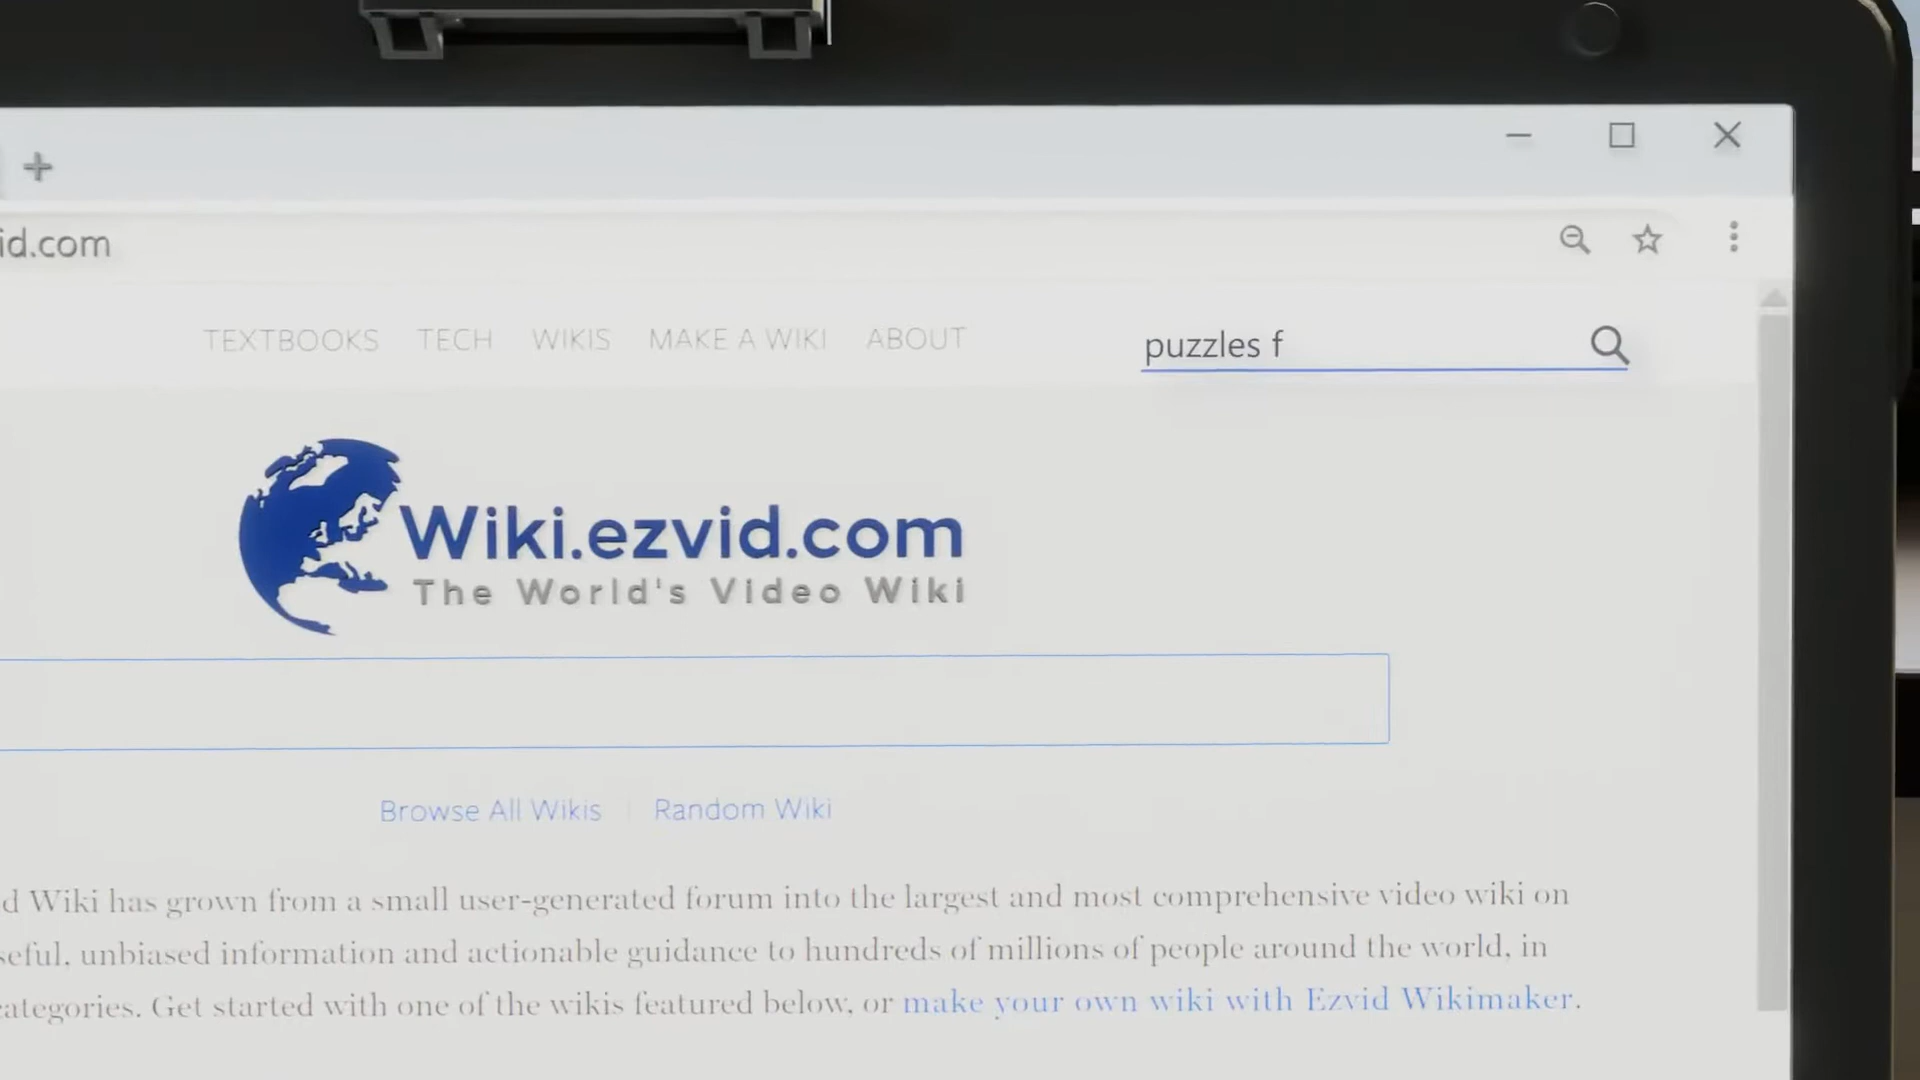 id.com
TEXTBOOKS TECH WIKIS MAKE A WIKI ABOUT
puzzles f
Wiki.ezvid.com
The World's Video Wiki
Browse All Wikis Random Wiki
d Wiki has grown from a small user-generated forum into the largest and most comprehensive video wiki on
seful, unbiased information and actionable guidance to hundreds of millions of people around the world, in
ategories. Get started with one of the wikis featured below, or make your own wiki with Ezvid Wikimaker.